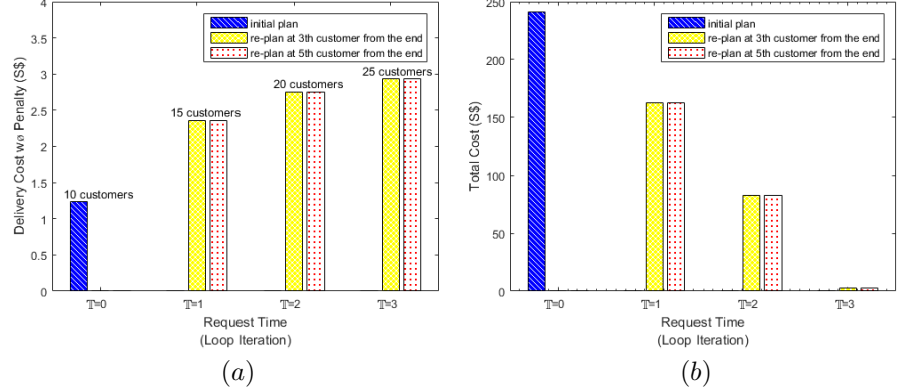 4
3.5
3
2.5
2
1.5
1
0.5
0
Delivery Cost wø Penalty (S$)
initial plan
re-plan at 3th customer from the end
re-plan at 5th customer from the end
10 customers
15 customers
20 customers
25 customers
𝕋=0
𝕋=1
𝕋=2
𝕋=3
Request Time
(Loop Iteration)
(a)
250
200
150
100
50
0
Total Cost (S$)
initial plan
re-plan at 3th customer from the end
re-plan at 5th customer from the end
𝕋=0
𝕋=1
𝕋=2
𝕋=3
Request Time
(Loop Iteration)
(b)